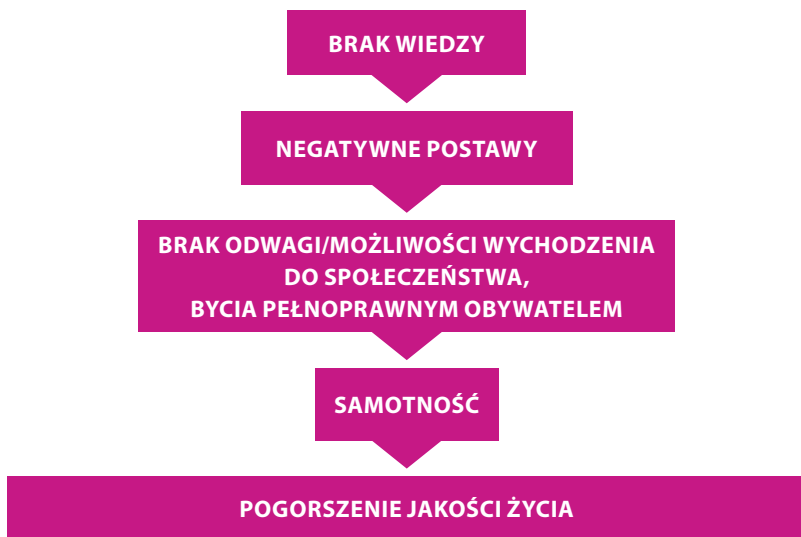 BRAK WIEDZY
NEGATYWNE POSTAWY
BRAK ODWAGI/MOŻLIWOŚCI WYCHODZENIA
DO SPOŁECZEŃSTWA,
BYCIA PEŁNOPRAWNYM OBYWATELEM
SAMOTNOŚĆ
POGORSZENIE JAKOŚCI ŻYCIA